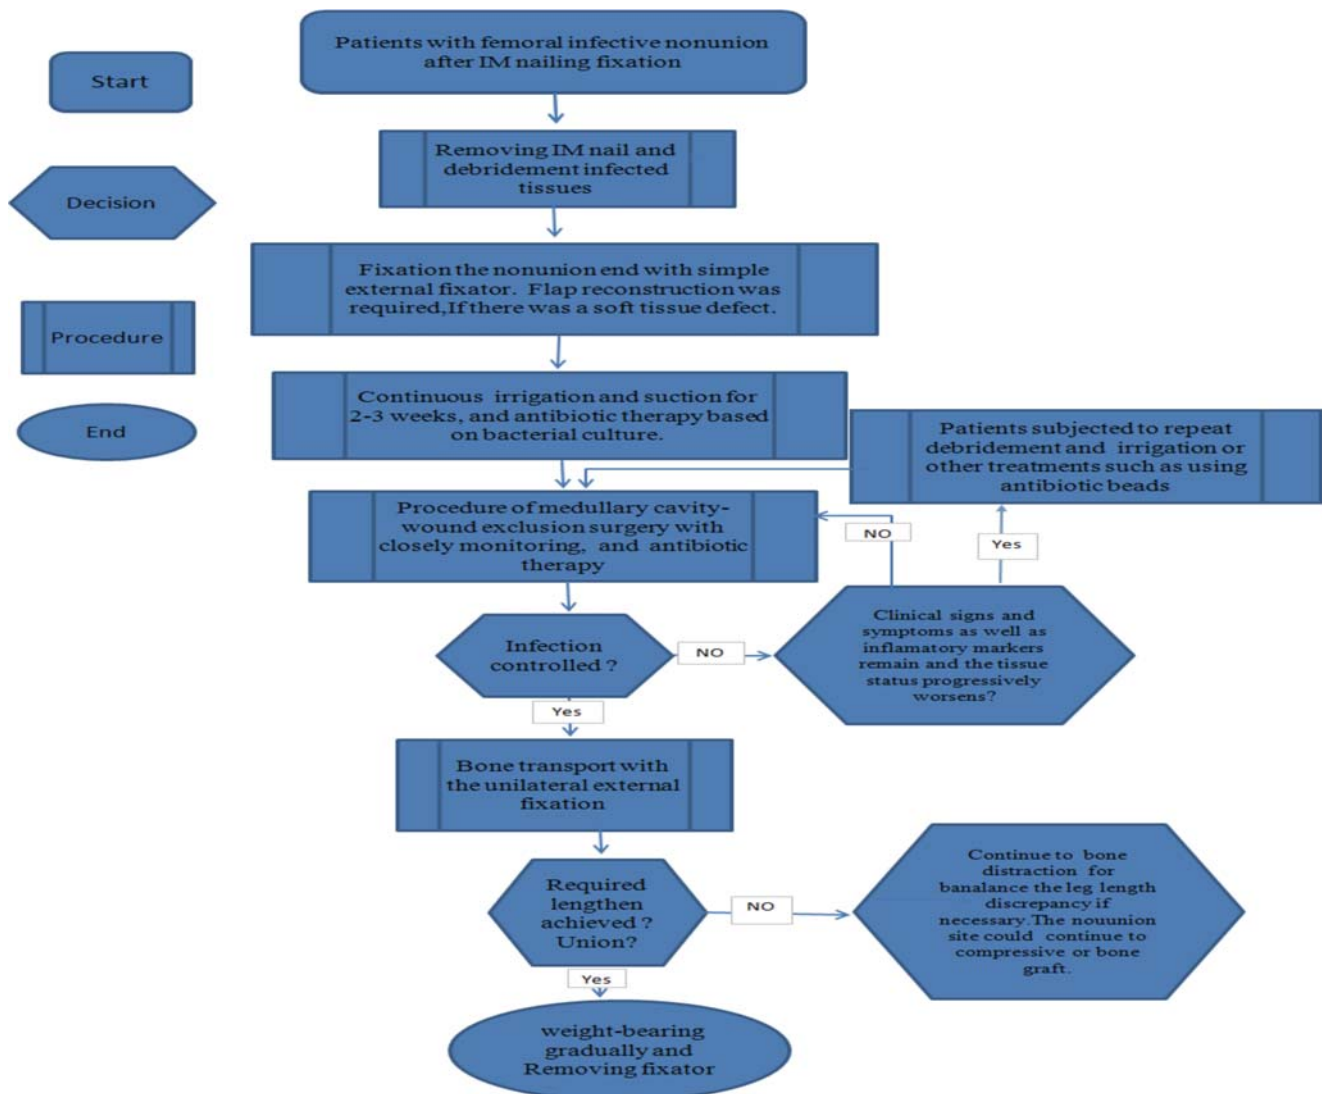 Start
Decision
Procedure
End
Patients with femoral infective nonunion
after IM nailing fixation
Removing IM nail and
debridement infected
tissues
Fixation the nonunion end with simple
external fixator. Flap reconstruction was
required,If there was a soft tissue defect.
Continuous irrigation and suction for
2-3 weeks, and antibiotic therapy based
on bacterial culture.
Patients subjected to repeat
debridement and irrigation or
other treatments such as using
antibiotic beads
Procedure of medullary cavity-
wound exclusion surgery with
closely monitoring, and antibiotic
therapy
NO
Yes
Infection
controlled ?
NO
Clinical signs and
symptoms as well as
inflamatory markers
remain and the tissue
status progressively
worsens?
Yes
Bone transport with
the unilateral external
fixation
Required
lengthen
achieved ?
Union?
NO
Continue to bone
distraction for
banalance the leg length
discrepancy if
necessary.The nouunion
site could continue to
compressive or bone
graft.
Yes
weight-bearing
gradually and
Removing fixator